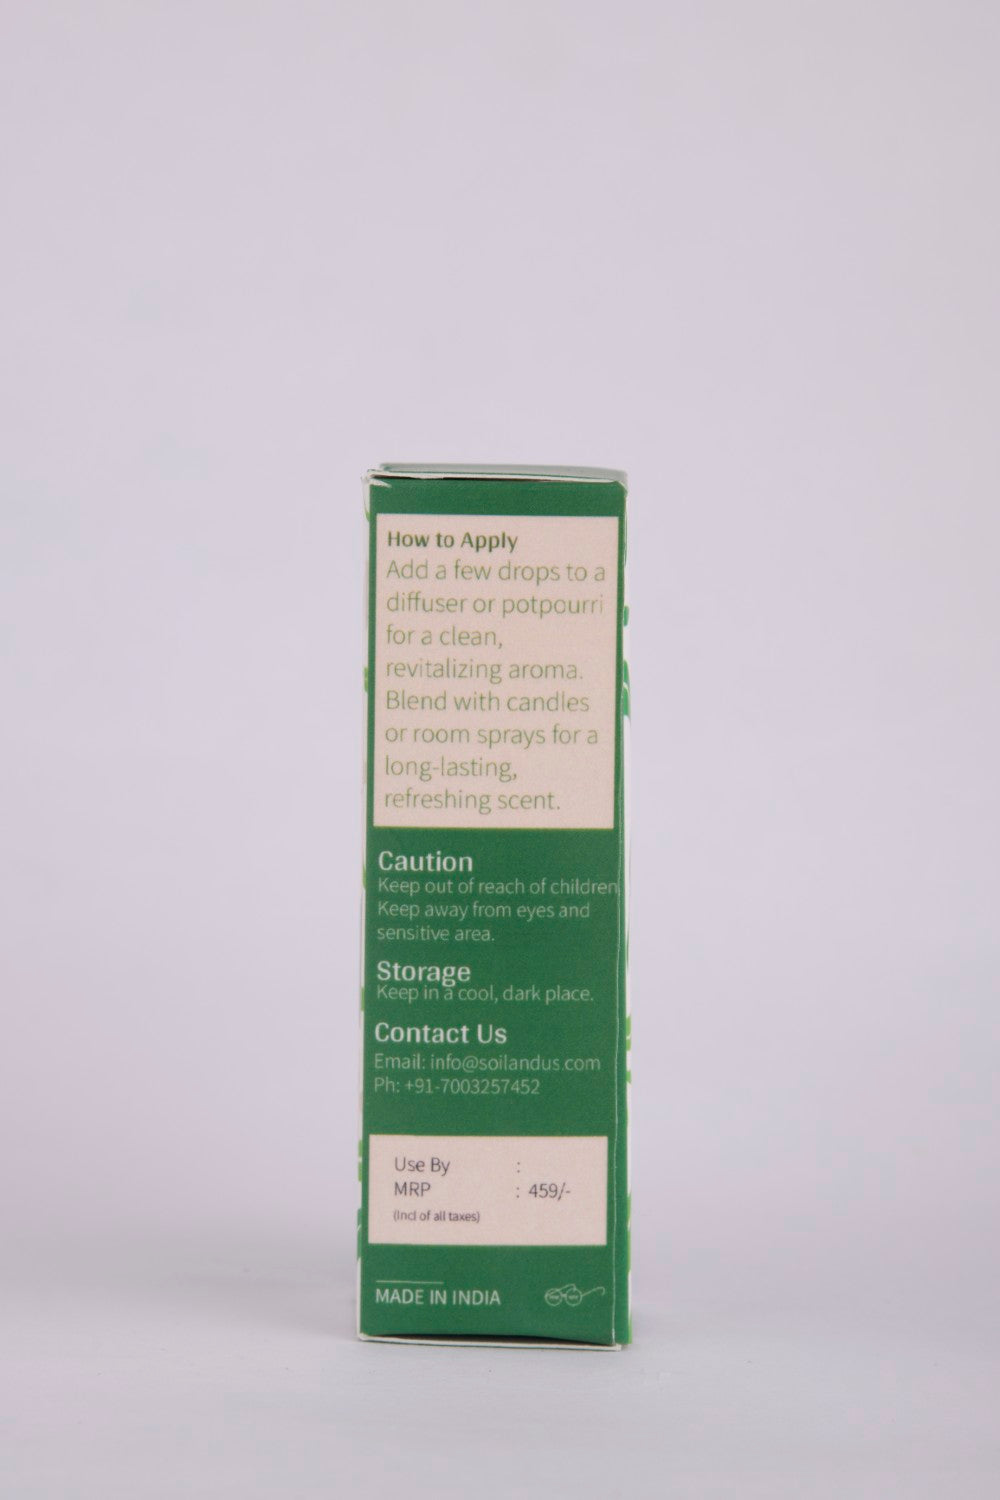 How to Apply
Add a few drops to a
diffuser or potpourri
for a clean,
revitalizing aroma.
Blend with candles
or room sprays for a
long-lasting,
refreshing scent.
Caution
Keep out of reach of children
Keep away from eyes and
sensitive area.
Storage
Keep in a cool, dark place.
Contact Us
Email: info@soilandus.com
Ph: +91-7003257452
Use By :
MRP : 459/-
(Incl of all taxes)
MADE IN INDIA